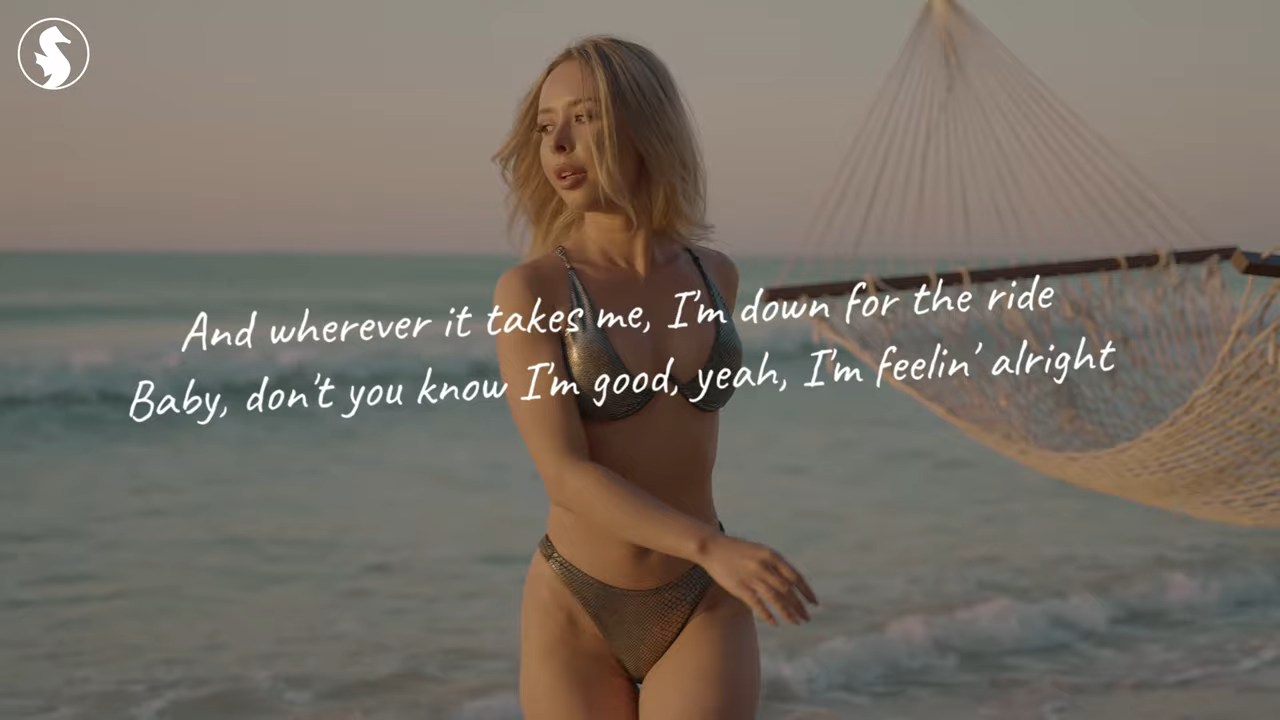 And wherever it takes me, I'm down for the ride
Baby, don't you know I'm good, yeah, I'm feelin' alright